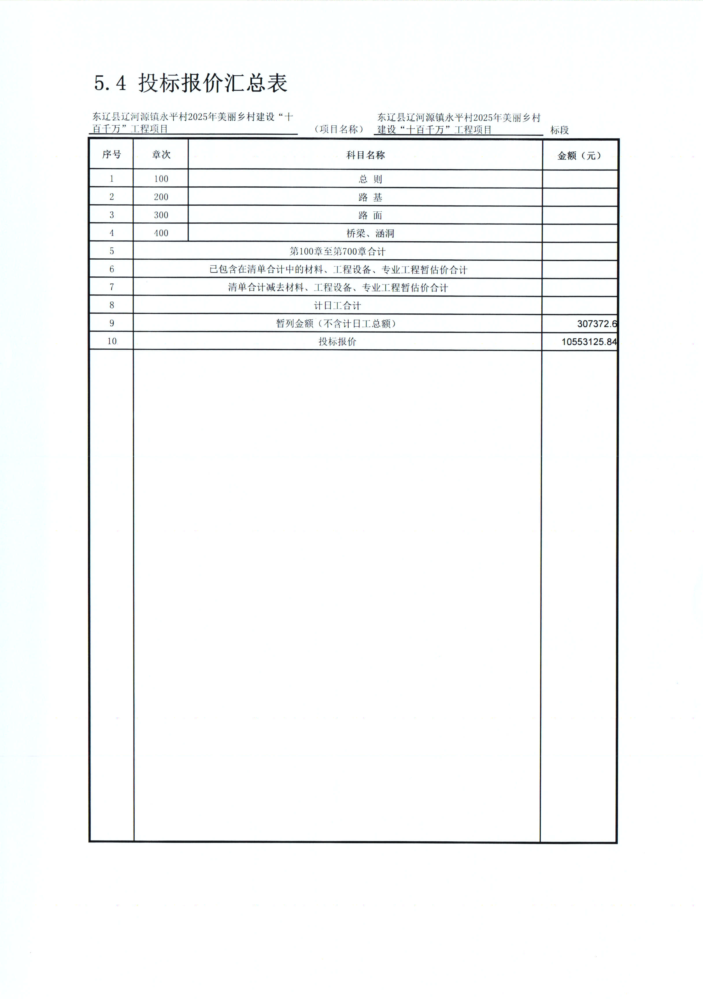 5.4 投标报价汇总表
东辽县辽河源镇永平村2025年美丽乡村建设“十
百千万”工程项目
（项目名称）
东辽县辽河源镇永平村2025年美丽乡村
建设“十百千万”工程项目
标段
序号 章次 科目名称 金额（元）
1 100 总 则
2 200 路 基
3 300 路 面
4 400 桥梁、涵洞
5 第100章至第700章合计
6 已包含在清单合计中的材料、工程设备、专业工程暂估价合计
7 清单合计减去材料、工程设备、专业工程暂估价合计
8 计日工合计
9 暂列金额（不含计日工总额） 307372.6
10 投标报价 10553125.84